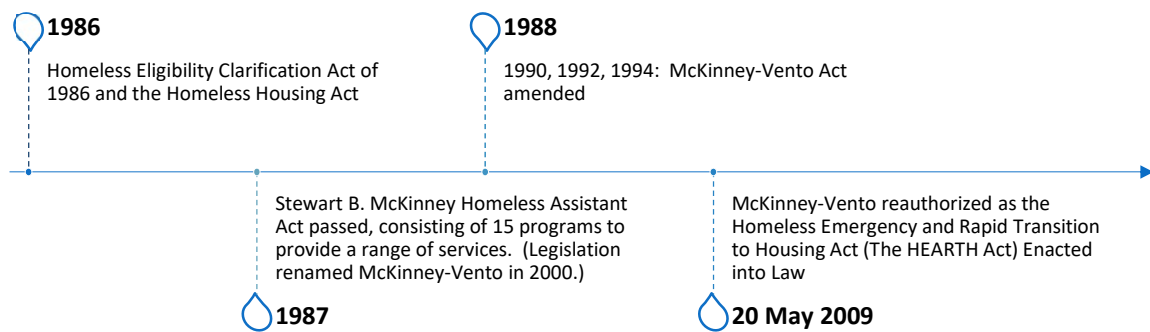 1986
Homeless Eligibility Clarification Act of
1986 and the Homeless Housing Act
1988
1990, 1992, 1994:  McKinney-Vento Act
amended
Stewart B. McKinney Homeless Assistant
Act passed, consisting of 15 programs to
provide a range of services.  (Legislation
renamed McKinney-Vento in 2000.)
1987
McKinney-Vento reauthorized as the
Homeless Emergency and Rapid Transition
to Housing Act (The HEARTH Act) Enacted
into Law
20 May 2009